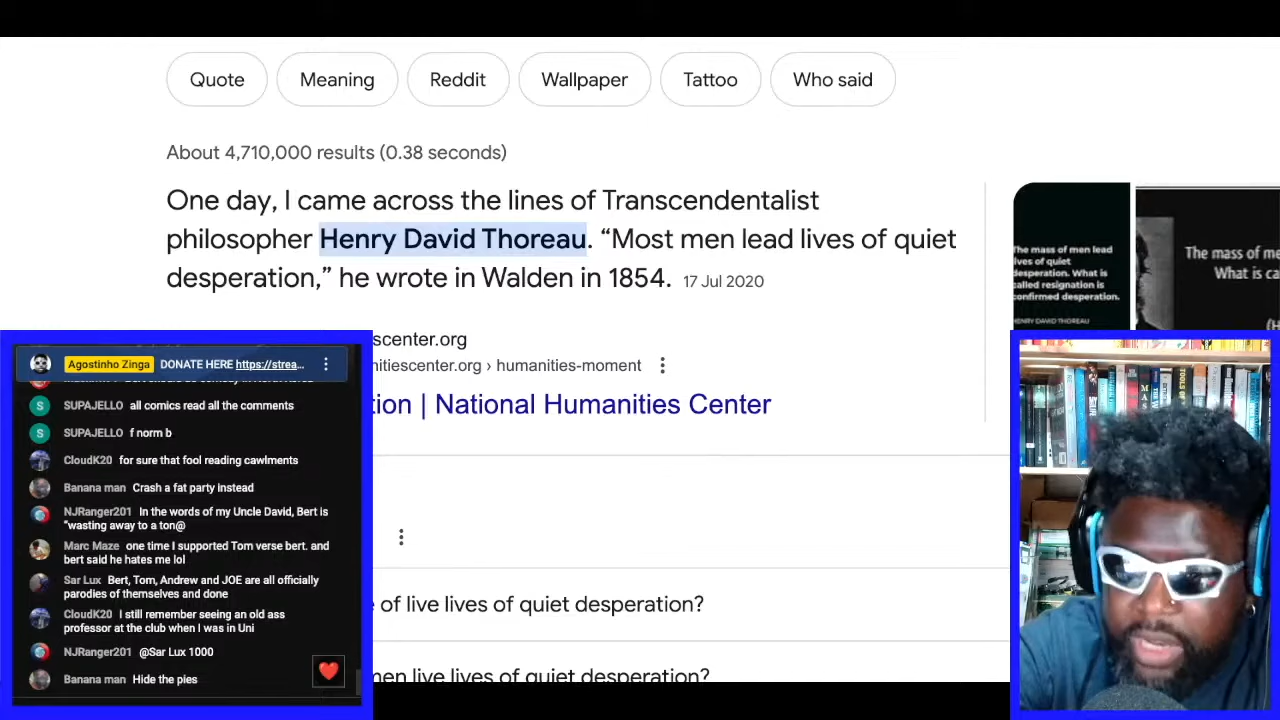 Quote
Meaning
Reddit
Wallpaper
Tattoo
Who said
About 4,710,000 results (0.38 seconds)
One day, I came across the lines of Transcendentalist
philosopher Henry David Thoreau. “Most men lead lives of quiet
desperation,” he wrote in Walden in 1854. 17 Jul 2020
The mass of men lead
lives of quiet
desperation. What is
called resignation is
confirmed desperation.
HENRY DAVID THOREAU
The mass of me
What is ca
scenter.org
nitiescenter.org › humanities-moment
tion | National Humanities Center
e of live lives of quiet desperation?
men live lives of quiet desperation?
Agostinho Zinga DONATE HERE https://strea...
SUPAJELLO all comics read all the comments
SUPAJELLO f norm b
CloudK20 for sure that fool reading cawlments
Banana man Crash a fat party instead
NJRanger201 In the words of my Uncle David, Bert is
"wasting away to a ton@
Marc Maze one time I supported Tom verse bert. and
bert said he hates me lol
Sar Lux Bert, Tom, Andrew and JOE are all officially
parodies of themselves and done
CloudK20 I still remember seeing an old ass
professor at the club when I was in Uni
NJRanger201 @Sar Lux 1000
Banana man Hide the pies